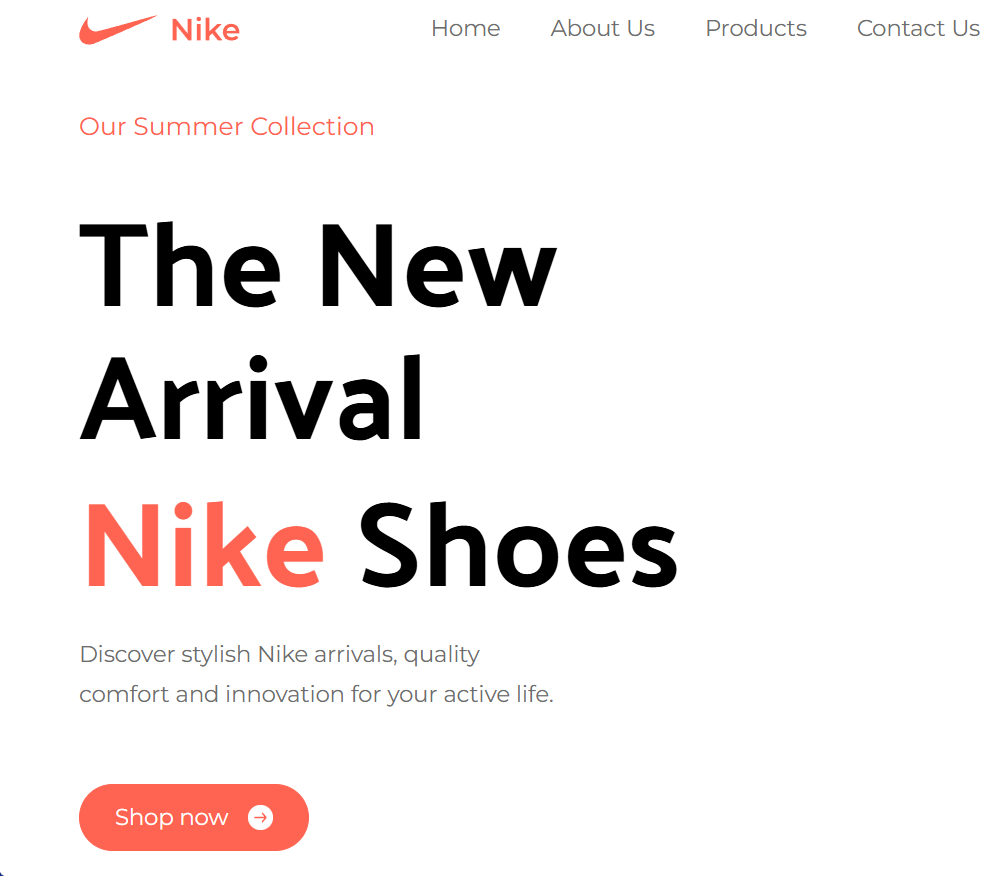 Nike
Home About Us Products Contact Us
Our Summer Collection
The New
Arrival
Nike Shoes
Discover stylish Nike arrivals, quality
comfort and innovation for your active life.
Shop now